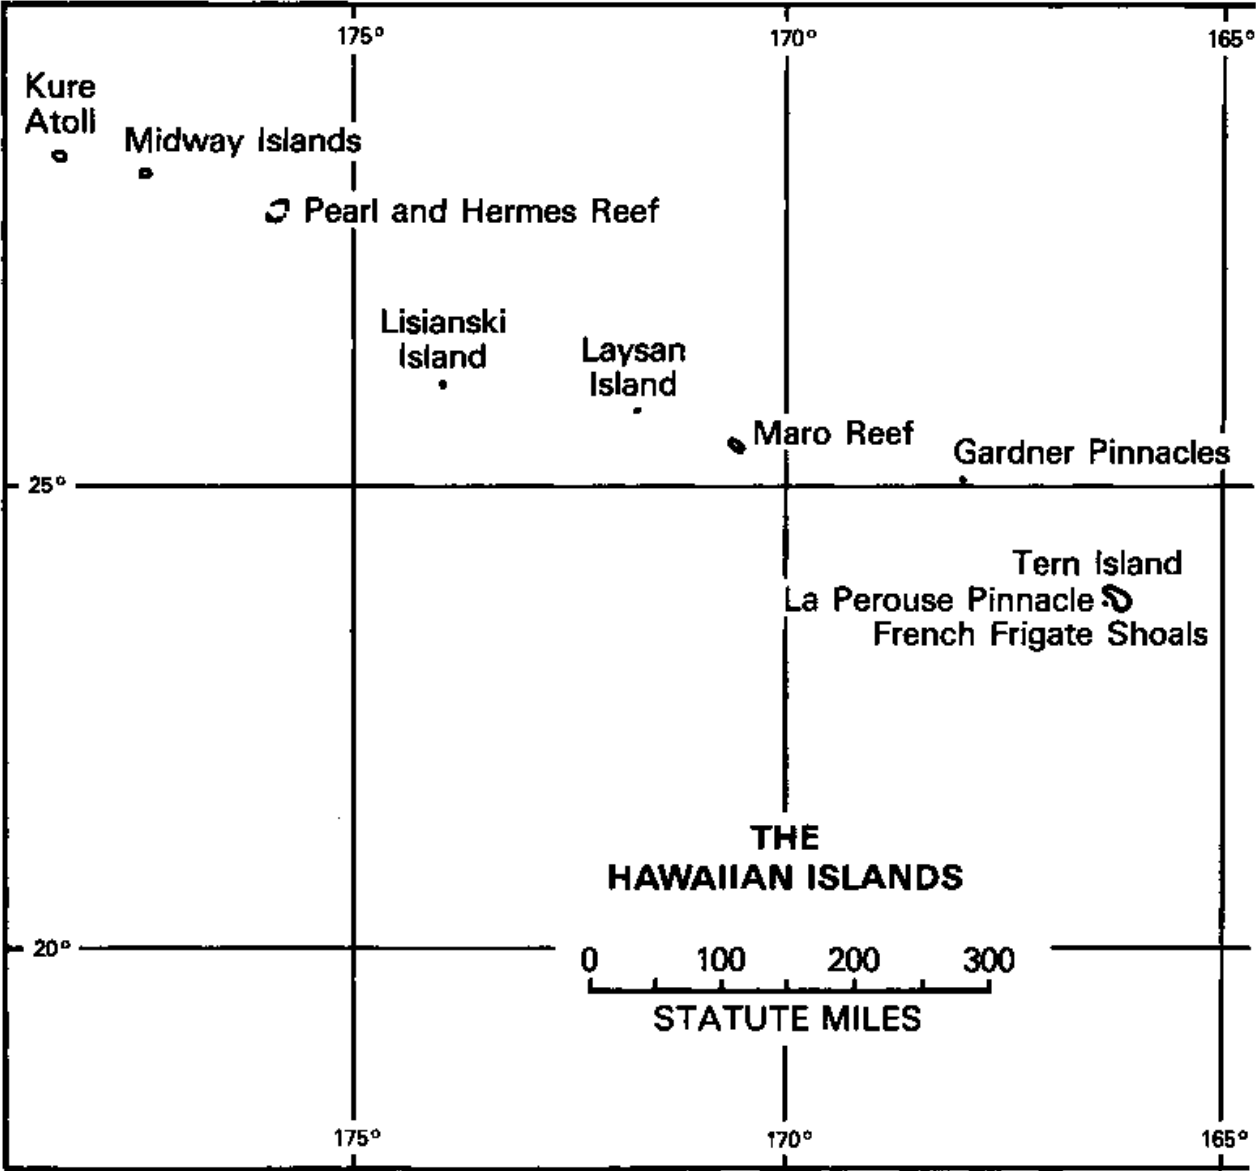 175°
170°
165°
Kure
Atoll
Midway Islands
Pearl and Hermes Reef
Lisianski
Island
Laysan
Island
Maro Reef
Gardner Pinnacles
25°
Tern Island
La Perouse Pinnacle
French Frigate Shoals
THE
HAWAIIAN ISLANDS
20°
0 100 200 300
STATUTE MILES
175°
170°
165°